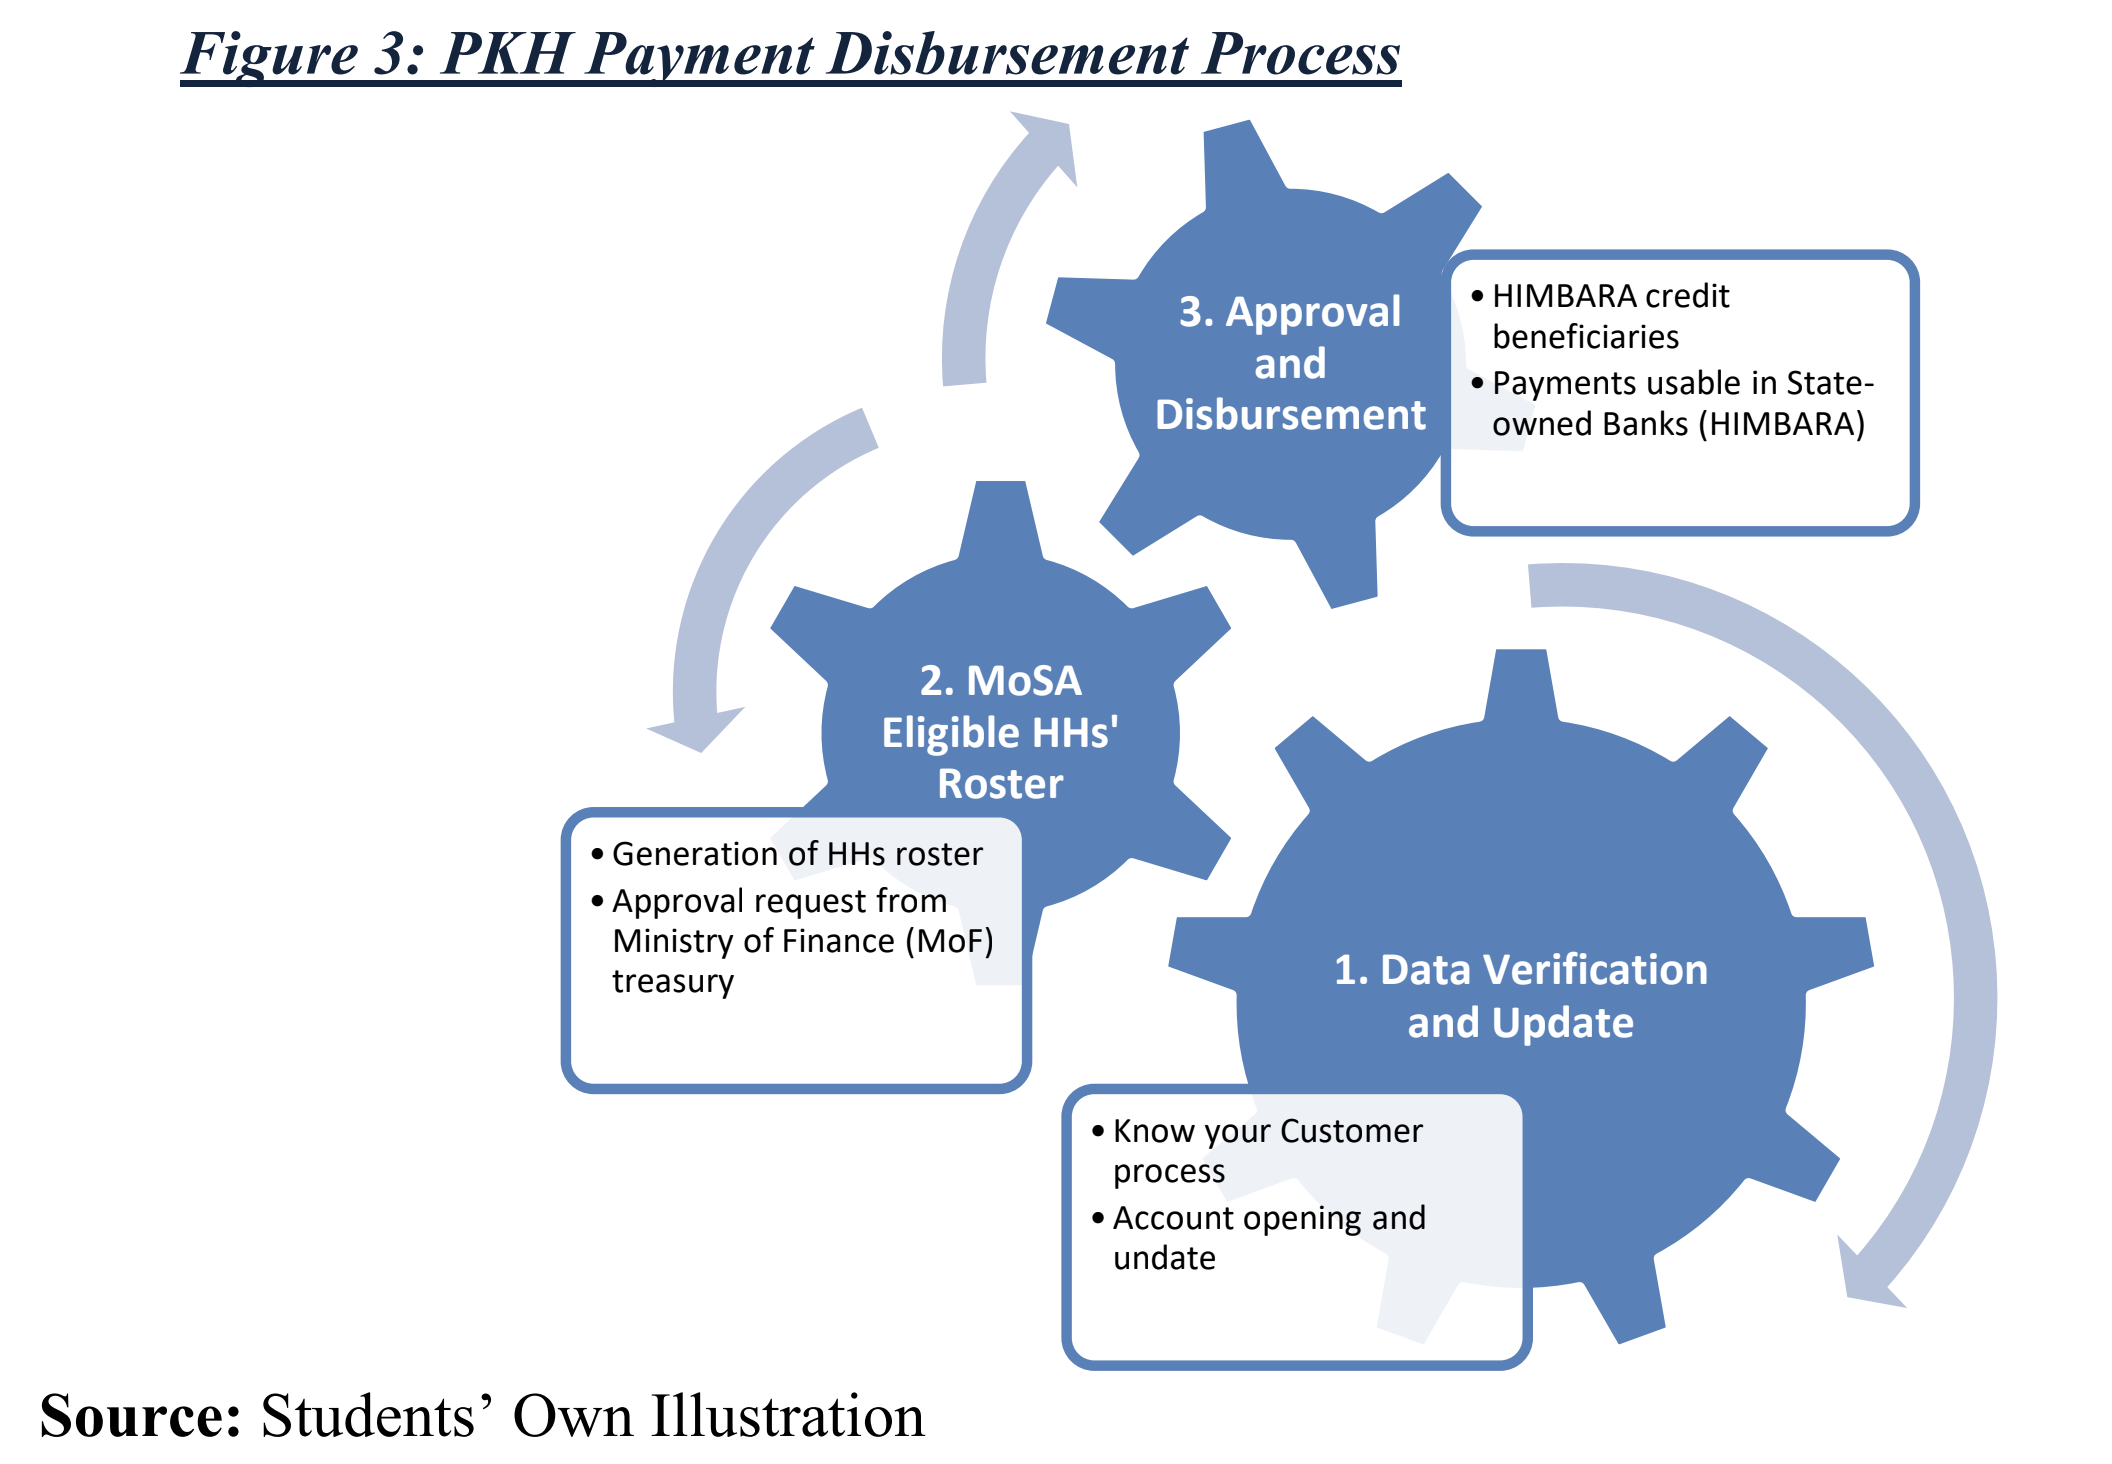 Figure 3: PKH Payment Disbursement Process
3. Approval
and
Disbursement
• HIMBARA credit
beneficiaries
• Payments usable in State-
owned Banks (HIMBARA)
2. MoSA
Eligible HHs'
Roster
• Generation of HHs roster
• Approval request from
Ministry of Finance (MoF)
treasury
1. Data Verification
and Update
• Know your Customer
process
• Account opening and
undate
Source: Students’ Own Illustration